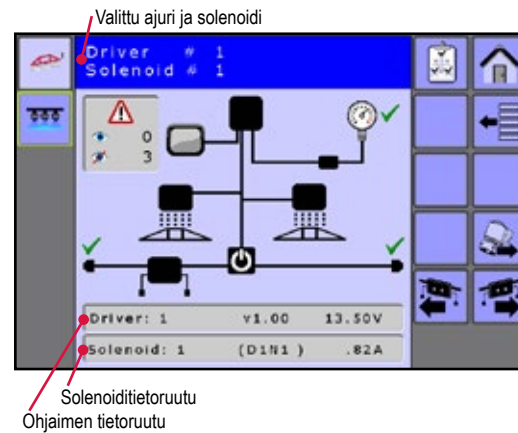 Valittu ajuri ja solenoidi
Driver # 1
Solenoid # 1
0
3
Driver: 1 v1.00 13.50V
Solenoid: 1 (D1N1 ) .82A
Solenoiditietoruutu
Ohjaimen tietoruutu